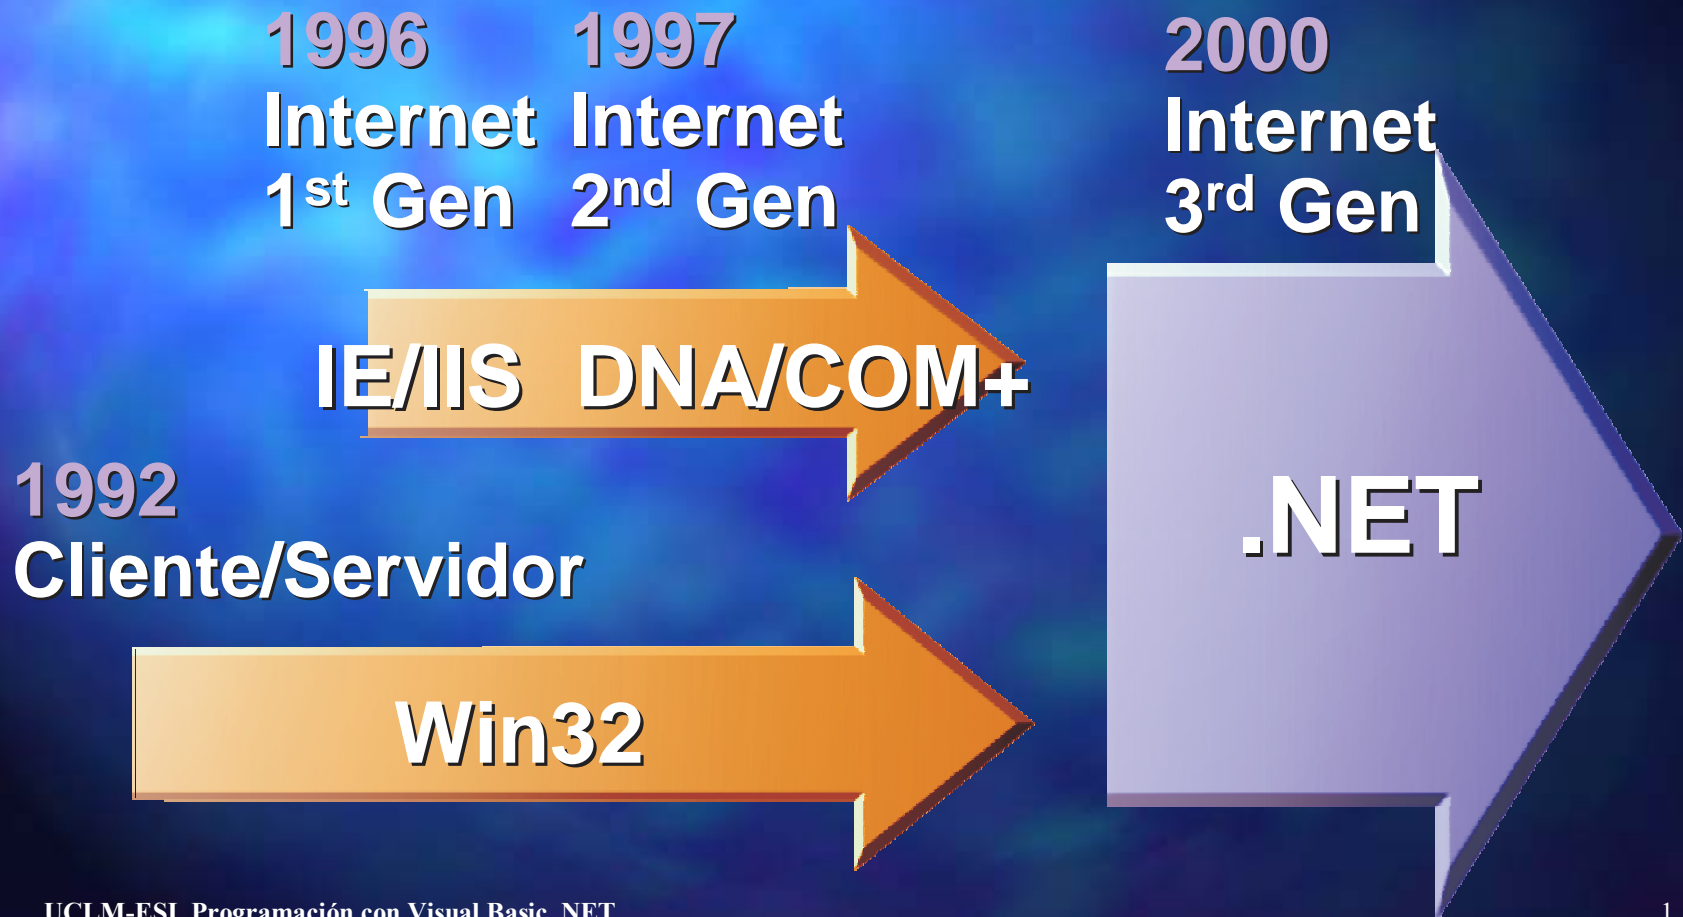 1996
Internet
1st Gen
1997
Internet
2nd Gen
2000
Internet
3rd Gen
IE/IIS DNA/COM+
1992
Cliente/Servidor
.NET
Win32
UCLM-ESI. Programación con Visual Basic .NET
1